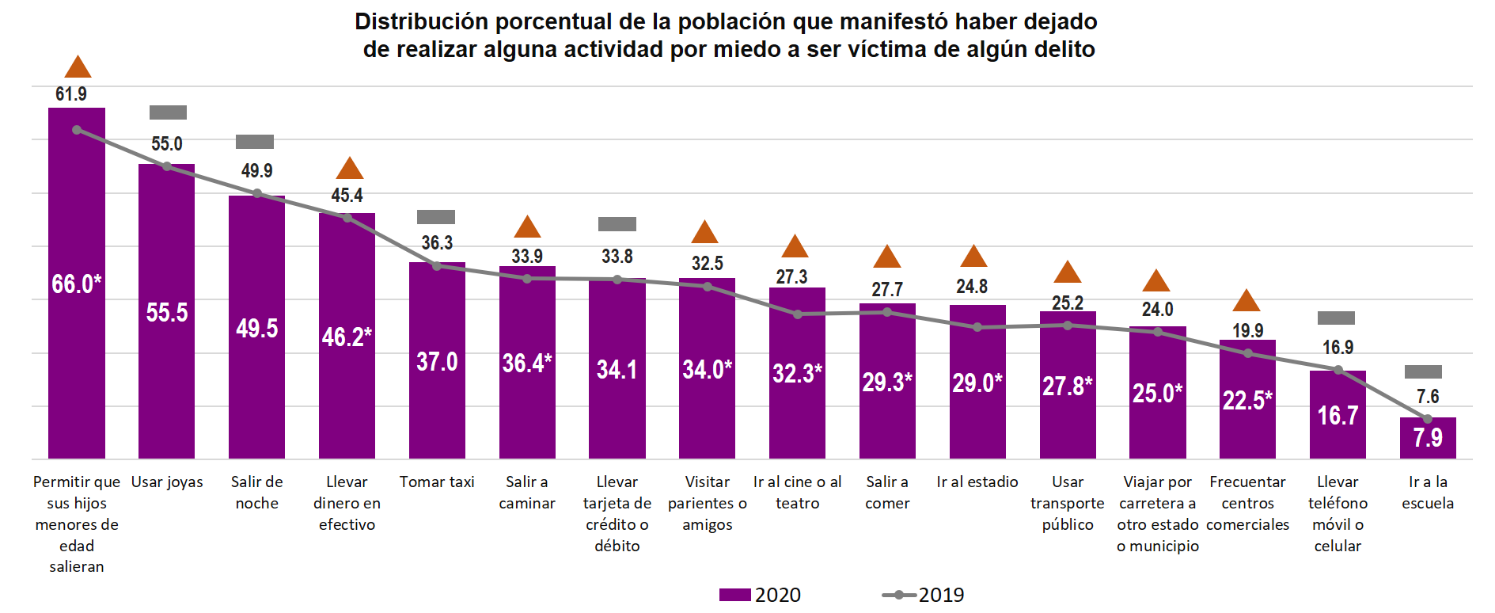 Distribución porcentual de la población que manifestó haber dejado
de realizar alguna actividad por miedo a ser víctima de algún delito
61.9
55.0
49.9
45.4
36.3
33.9
33.8
32.5
27.3
27.7
24.8
25.2
24.0
19.9
16.9
7.6
66.0*
55.5
49.5
46.2*
37.0
36.4*
34.1
34.0*
32.3*
29.3*
29.0*
27.8*
25.0*
22.5*
16.7
7.9
Permitir que
sus hijos
menores de
edad
salieran
Usar joyas
Salir de
noche
Llevar
dinero en
efectivo
Tomar taxi
Salir a
caminar
Llevar
tarjeta de
crédito o
débito
Visitar
parientes o
amigos
Ir al cine o al
teatro
Salir a
comer
Ir al estadio
Usar
transporte
público
Viajar por
carretera a
otro estado
o municipio
Frecuentar
centros
comerciales
Llevar
teléfono
móvil o
celular
Ir a la
escuela
2020
2019